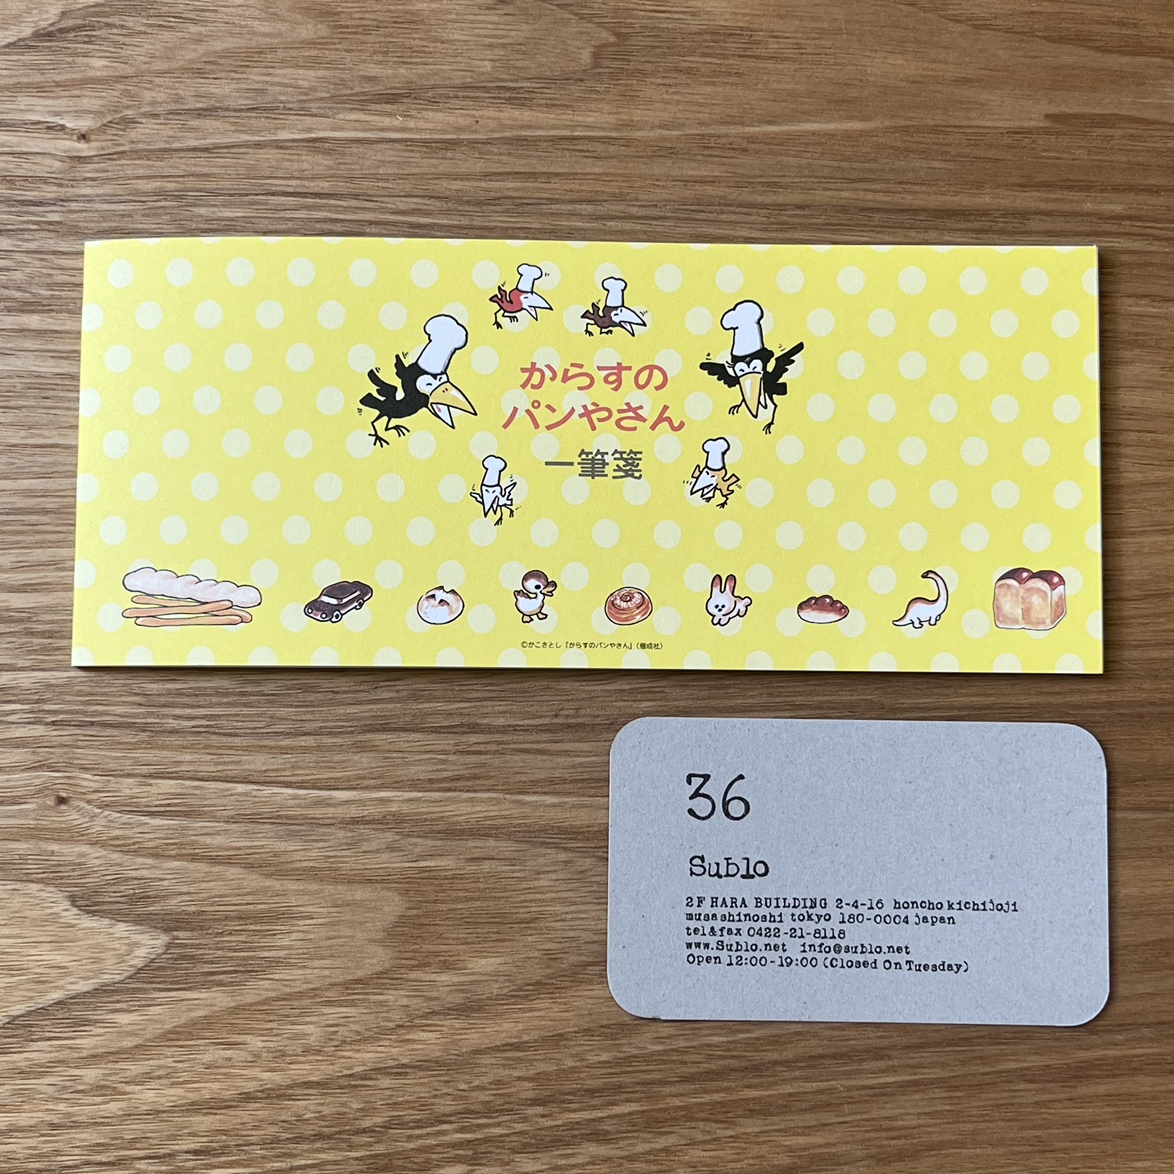 からすの
パンやさん
一筆箋
©かこさとし「からすのパンやさん」(偕成社)
36
Sublo
2F HARA BUILDING 2-4-16 honcho kichijoji
musashinoshi tokyo 180-0004 japan
tel&fax 0422-21-8118
www.Sublo.net info@sublo.net
Open 12:00-19:00 (Closed On Tuesday)